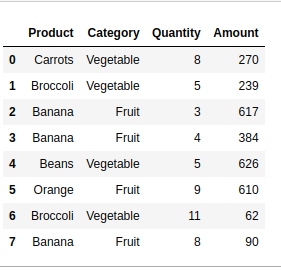 Product Category Quantity Amount
0 Carrots Vegetable 8 270
1 Broccoli Vegetable 5 239
2 Banana Fruit 3 617
3 Banana Fruit 4 384
4 Beans Vegetable 5 626
5 Orange Fruit 9 610
6 Broccoli Vegetable 11 62
7 Banana Fruit 8 90